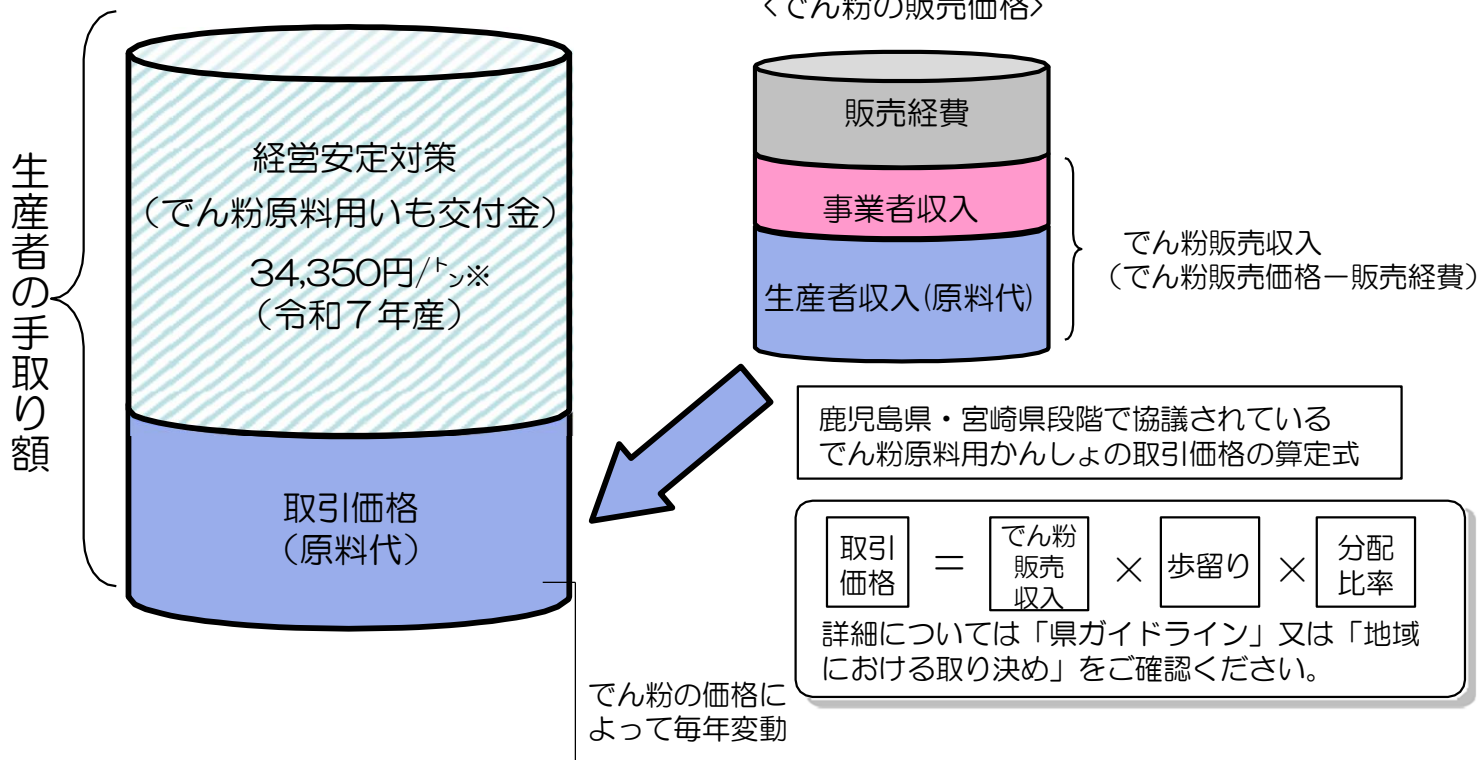 <でん粉の販売価格>
生産者の手取り額
経営安定対策
(でん粉原料用いも交付金)
34,350円/㌧※
(令和7年産)
取引価格
(原料代)
販売経費
事業者収入
生産者収入(原料代)
でん粉販売収入
(でん粉販売価格ー販売経費)
鹿児島県・宮崎県段階で協議されている
でん粉原料用かんしょの取引価格の算定式
取引
価格
=
でん粉
販売
収入
×
歩留り
×
分配
比率
詳細については「県ガイドライン」又は「地域
における取り決め」をご確認ください。
でん粉の価格に
よって毎年変動